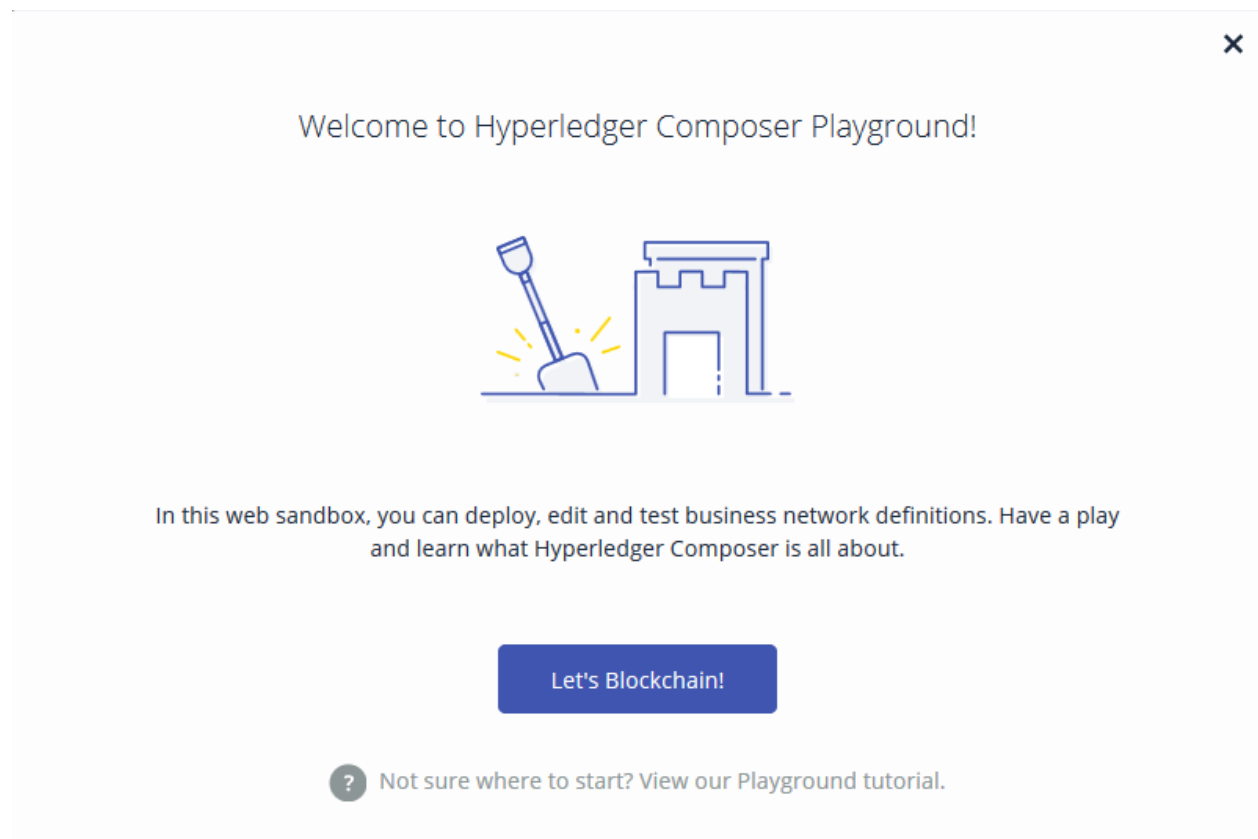 Welcome to Hyperledger Composer Playground!
In this web sandbox, you can deploy, edit and test business network definitions. Have a play
and learn what Hyperledger Composer is all about.
Let's Blockchain!
? Not sure where to start? View our Playground tutorial.